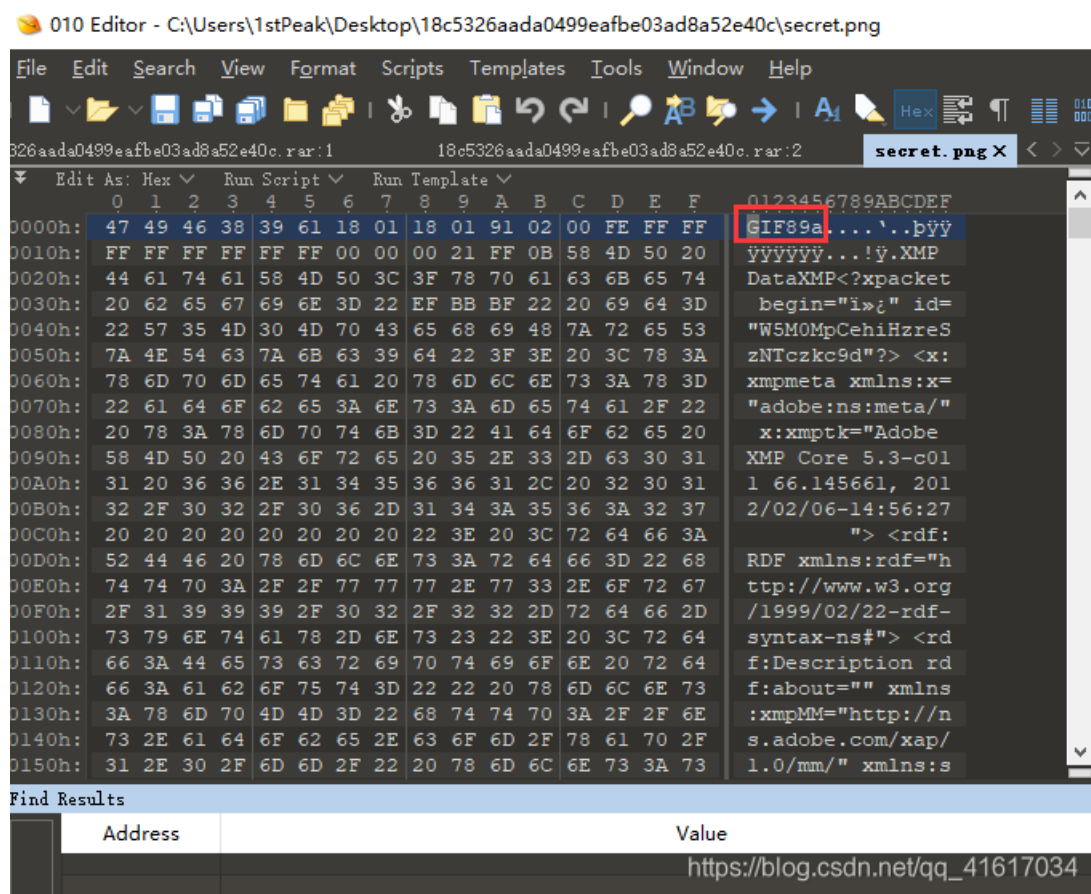 010 Editor - C:\Users\1stPeak\Desktop\18c5326aada0499eafbe03ad8a52e40c\secret.png
File Edit Search View Format Scripts Templates Tools Window Help
Hex
326aada0499eafbe03ad8a52e40c.rar:1 18c5326aada0499eafbe03ad8a52e40c.rar:2 secret.png X < >
Edit As: Hex Run Script Run Template
0 1 2 3 4 5 6 7 8 9 A B C D E F 0123456789ABCDEF
0000h: 47 49 46 38 39 61 18 01 18 01 91 02 00 FE FF FF GIF89a....'..þÿÿ
0010h: FF FF FF FF FF FF 00 00 00 21 FF 0B 58 4D 50 20 ÿÿÿÿÿÿ...!ÿ.XMP
0020h: 44 61 74 61 58 4D 50 3C 3F 78 70 61 63 6B 65 74 DataXMP<?xpacket
0030h: 20 62 65 67 69 6E 3D 22 EF BB BF 22 20 69 64 3D begin="ï»¿" id=
0040h: 22 57 35 4D 30 4D 70 43 65 68 69 48 7A 72 65 53 "W5M0MpCehiHzreS
0050h: 7A 4E 54 63 7A 6B 63 39 64 22 3F 3E 20 3C 78 3A zNTczkc9d"?> <x:
0060h: 78 6D 70 6D 65 74 61 20 78 6D 6C 6E 73 3A 78 3D xmpmeta xmlns:x=
0070h: 22 61 64 6F 62 65 3A 6E 73 3A 6D 65 74 61 2F 22 "adobe:ns:meta/"
0080h: 20 78 3A 78 6D 70 74 6B 3D 22 41 64 6F 62 65 20 x:xmptk="Adobe
0090h: 58 4D 50 20 43 6F 72 65 20 35 2E 33 2D 63 30 31 XMP Core 5.3-c01
00A0h: 31 20 36 36 2E 31 34 35 36 36 31 2C 20 32 30 31 1 66.145661, 201
00B0h: 32 2F 30 32 2F 30 36 2D 31 34 3A 35 36 3A 32 37 2/02/06-14:56:27
00C0h: 20 20 20 20 20 20 20 20 22 3E 20 3C 72 64 66 3A "> <rdf:
00D0h: 52 44 46 20 78 6D 6C 6E 73 3A 72 64 66 3D 22 68 RDF xmlns:rdf="h
00E0h: 74 74 70 3A 2F 2F 77 77 77 2E 77 33 2E 6F 72 67 ttp://www.w3.org
00F0h: 2F 31 39 39 39 2F 30 32 2F 32 32 2D 72 64 66 2D /1999/02/22-rdf-
0100h: 73 79 6E 74 61 78 2D 6E 73 23 22 3E 20 3C 72 64 syntax-ns#"> <rd
0110h: 66 3A 44 65 73 63 72 69 70 74 69 6F 6E 20 72 64 f:Description rd
0120h: 66 3A 61 62 6F 75 74 3D 22 22 20 78 6D 6C 6E 73 f:about="" xmlns
0130h: 3A 78 6D 70 4D 4D 3D 22 68 74 74 70 3A 2F 2F 6E :xmpMM="http://n
0140h: 73 2E 61 64 6F 62 65 2E 63 6F 6D 2F 78 61 70 2F s.adobe.com/xap/
0150h: 31 2E 30 2F 6D 6D 2F 22 20 78 6D 6C 6E 73 3A 73 1.0/mm/" xmlns:s
Find Results
Address Value
https://blog.csdn.net/qq_41617034